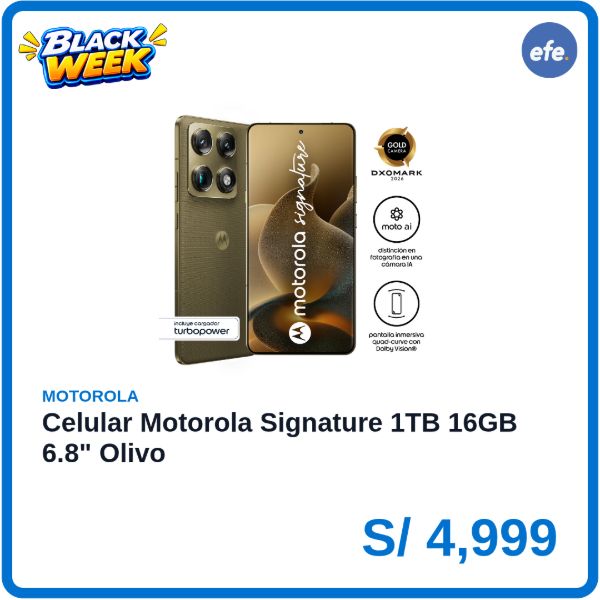 BLACK
WEEK
efe.
GOLD
CAMERA
DXOMARK
2026
moto ai
distinción en
fotografía en una
cámara IA
motorola signature
incluye cargador
turbopower
pantalla inmersiva
quad-curve con
Dolby Vision®
MOTOROLA
Celular Motorola Signature 1TB 16GB
6.8" Olivo
S/ 4,999